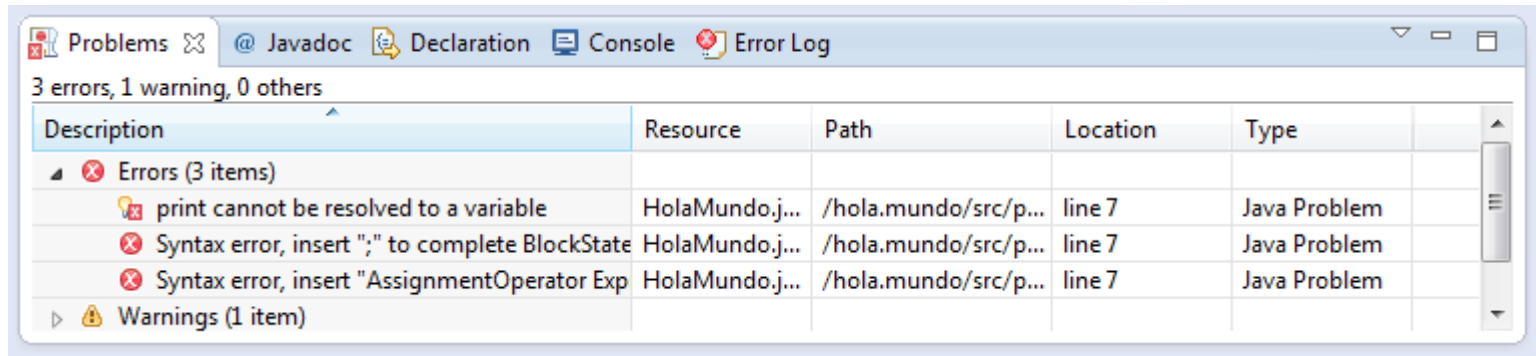 Problems @ Javadoc Declaration Console Error Log
3 errors, 1 warning, 0 others
Description Resource Path Location Type
Errors (3 items)
print cannot be resolved to a variable HolaMundo.j... /hola.mundo/src/p... line 7 Java Problem
Syntax error, insert ";" to complete BlockState HolaMundo.j... /hola.mundo/src/p... line 7 Java Problem
Syntax error, insert "AssignmentOperator Exp HolaMundo.j... /hola.mundo/src/p... line 7 Java Problem
Warnings (1 item)